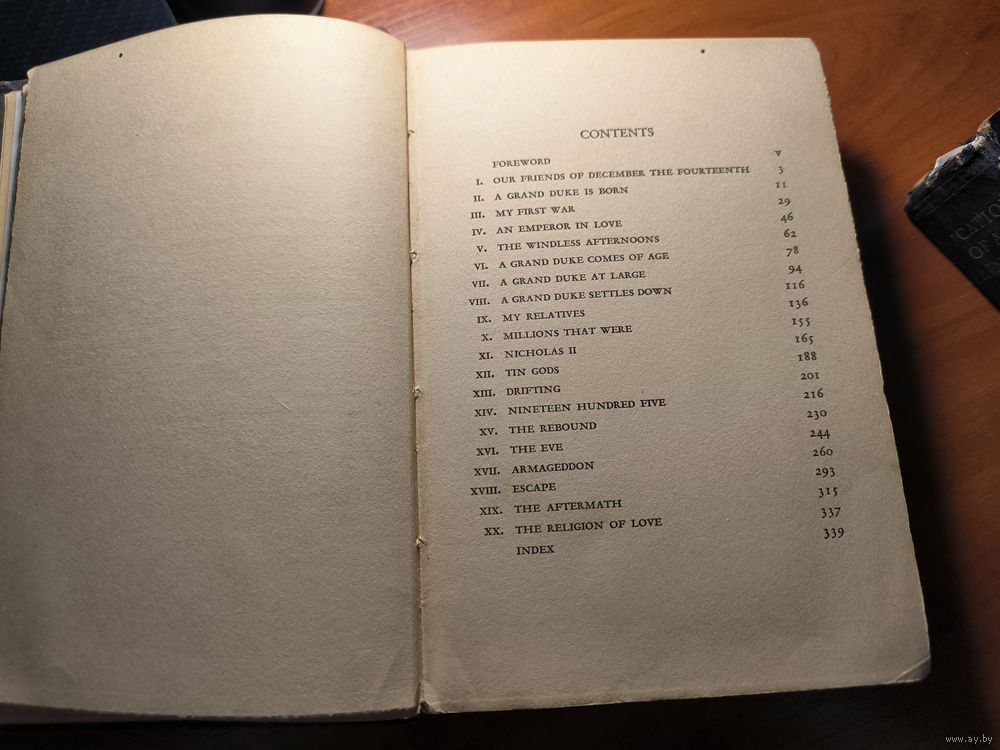 CONTENTS
FOREWORD v
I. OUR FRIENDS OF DECEMBER THE FOURTEENTH 3
II. A GRAND DUKE IS BORN 11
III. MY FIRST WAR 29
IV. AN EMPEROR IN LOVE 46
V. THE WINDLESS AFTERNOONS 62
VI. A GRAND DUKE COMES OF AGE 78
VII. A GRAND DUKE AT LARGE 94
VIII. A GRAND DUKE SETTLES DOWN 116
IX. MY RELATIVES 136
X. MILLIONS THAT WERE 155
XI. NICHOLAS II 165
XII. TIN GODS 188
XIII. DRIFTING 201
XIV. NINETEEN HUNDRED FIVE 216
XV. THE REBOUND 230
XVI. THE EVE 244
XVII. ARMAGEDDON 260
XVIII. ESCAPE 293
XIX. THE AFTERMATH 315
XX. THE RELIGION OF LOVE 337
INDEX 339
OF
www.ay.by